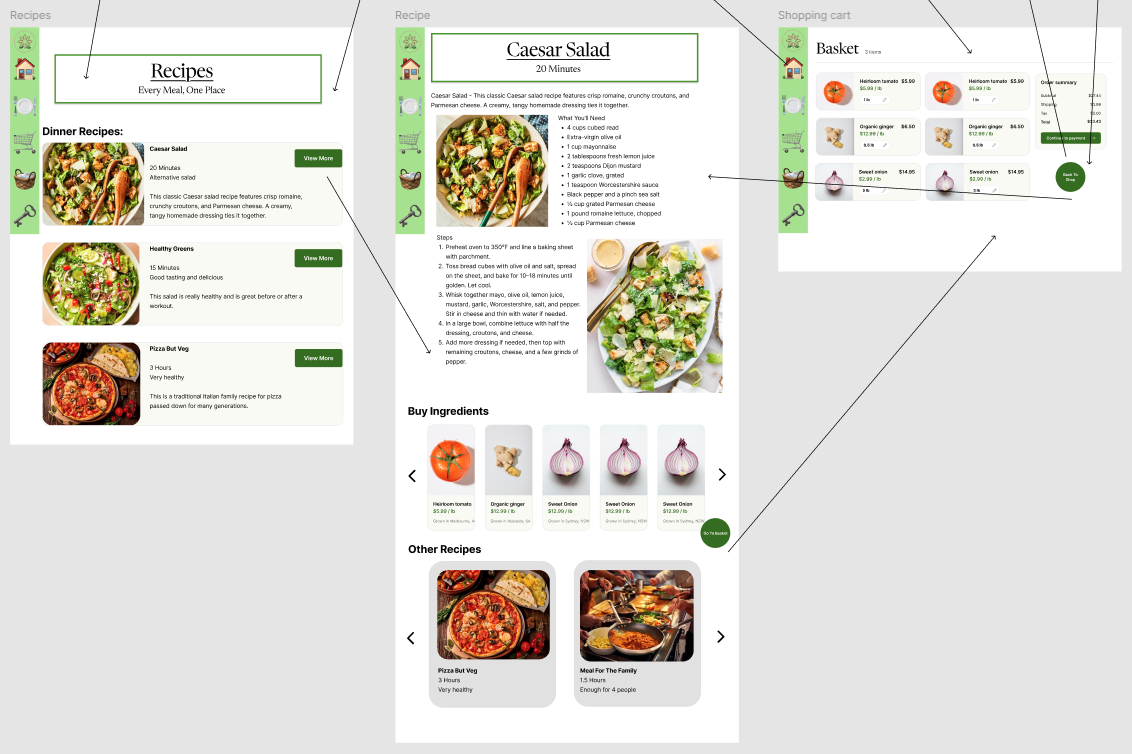 Recipes
Recipes
Every Meal, One Place
Dinner Recipes:
Caesar Salad
View More
20 Minutes
Alternative salad
This classic Caesar salad recipe features crisp romaine,
crunchy croutons, and Parmesan cheese. A creamy,
tangy homemade dressing ties it together.
Healthy Greens
View More
15 Minutes
Good tasting and delicious
This salad is really healthy and is great before or after a
workout.
Pizza But Veg
View More
3 Hours
Very healthy
This is a traditional Italian family recipe for pizza
passed down for many generations.
Recipe
Caesar Salad
20 Minutes
Caesar Salad - This classic Caesar salad recipe features crisp romaine, crunchy croutons, and
Parmesan cheese. A creamy, tangy homemade dressing ties it together.
What You'll Need
4 cups cubed read
Extra-virgin olive oil
1 cup mayonnaise
2 tablespoons fresh lemon juice
2 teaspoons Dijon mustard
1 garlic clove, grated
1 teaspoon Worcestershire sauce
Black pepper and a pinch sea salt
½ cup grated Parmesan cheese
1 pound romaine lettuce, chopped
½ cup Parmesan cheese
Steps
1. Preheat oven to 350°F and line a baking sheet
with parchment.
2. Toss bread cubes with olive oil and salt, spread
on the sheet, and bake for 10-16 minutes until
golden. Let cool.
3. Whisk together mayo, olive oil, lemon juice,
mustard, garlic, Worcestershire, salt, and pepper.
Stir in cheese and thin with water if needed.
4. In a large bowl, combine lettuce with half the
dressing, croutons, and cheese.
5. Add more dressing if needed, then top with
remaining croutons, cheese, and a few grinds of
pepper.
Buy Ingredients
Heirloom tomato
$5.99 / lb
Grown in Melbourne,
Organic ginger
$12.99 / lb
Grown in Adelaide, SA
Sweet Onion
$12.99 / lb
Grown in Sydney, NSW
Sweet Onion
$12.99 / lb
Grown in Sydney, NSW
Sweet Onion
$12.99 / lb
Grown in Sydney, NSW
Go To Basket
Other Recipes
Pizza But Veg
3 Hours
Very healthy
Meal For The Family
1.5 Hours
Enough for 4 people
Shopping cart
Basket
3 items
Heirloom tomato $5.99
$5.99 / lb
1 lb
Heirloom tomato $5.99
$5.99 / lb
1 lb
Organic ginger $6.50
$12.99 / lb
0.5 lb
Organic ginger $6.50
$12.99 / lb
0.5 lb
Sweet onion $14.95
$2.99 / lb
5 lb
Sweet onion $14.95
$2.99 / lb
5 lb
Order summary
Subtotal
Shipping
Tax
Total
Continue to payment
Back To
Shop